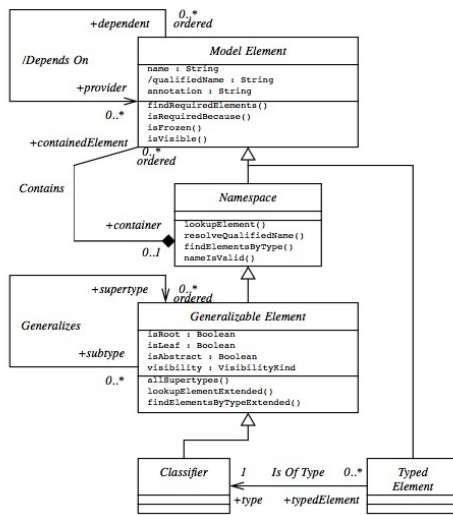 +dependent
0..*
ordered
/Depends On
+provider
0..*
Model Element
name : String
/qualifiedName : String
annotation : String
findRequiredElements()
isRequiredBecause()
isFrozen()
isVisible()
+containedElement
0..*
ordered
Contains
+container
0..1
Namespace
lookupElement()
resolveQualifiedName()
findElementsByType()
nameIsValid()
+supertype
0..*
ordered
Generalizes
+subtype
0..*
Generalizable Element
isRoot : Boolean
isLeaf : Boolean
isAbstract : Boolean
visibility : VisibilityKind
allSupertypes()
lookupElementExtended()
findElementsByTypeExtended()
Classifier
1 Is Of Type 0..*
+type +typedElement
Typed
Element